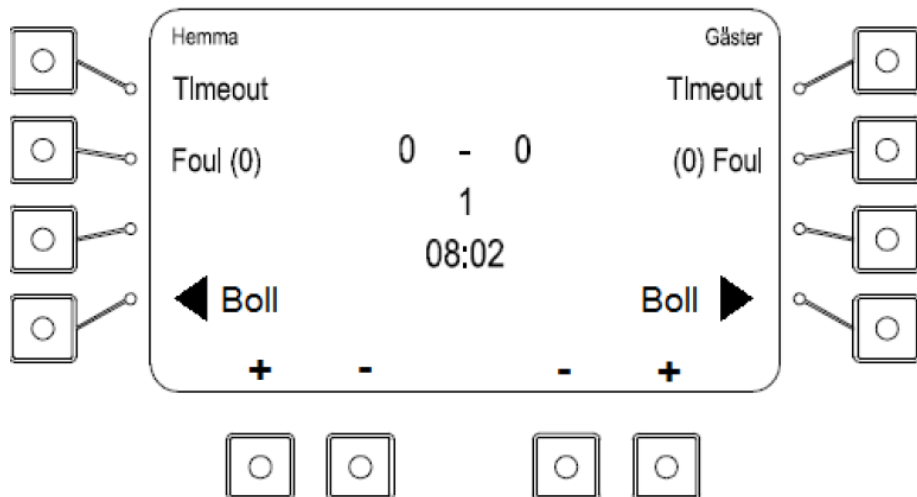 Hemma Gäster
TImeout TImeout
Foul (0) 0 - 0 (0) Foul
1
08:02
Boll Boll
+ - - +